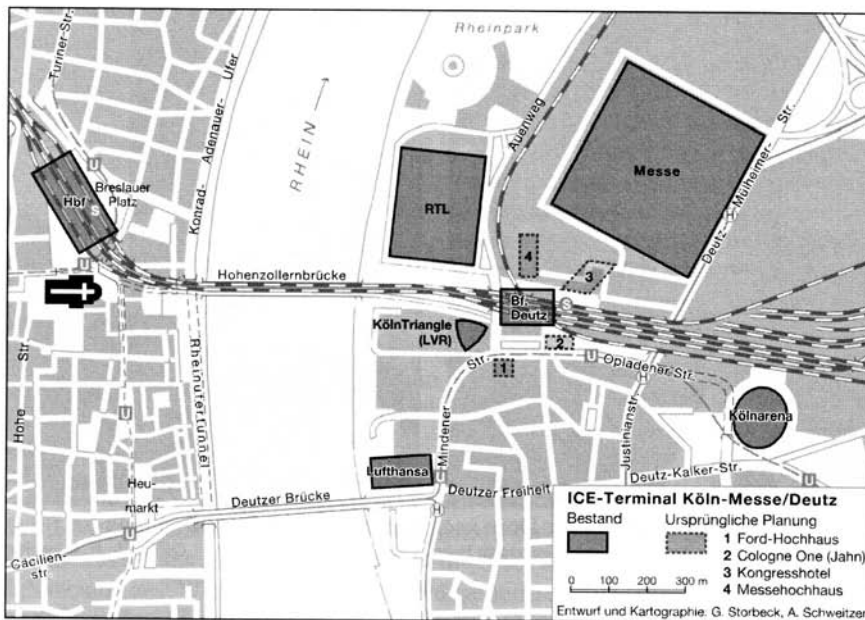 Rheinpark
Turiner-Str.
Konrad-Adenauer-Ufer
RHEIN
Auenweg
Messe
Deutz-Mülheimer-Str.
U
Breslauer
Platz
Hbf
S
RTL
H
4
3
Hohenzollernbrücke
U
Bf.
Deutz
S
KölnTriangle
(LVR)
2
1
U
Opladener Str.
H
Mindener Str.
Hohe Str
Rheinufertunnel
U
Kölnarena
Justinianstr.
Lufthansa
U
Deutz-Kalker-Str.
U
Heu-
markt
Deutzer Brücke
Deutzer Freiheit
H
U
Cäcilien-
str.
ICE-Terminal Köln-Messe/Deutz
Bestand Ursprüngliche Planung
1 Ford-Hochhaus
2 Cologne One (Jahn)
3 Kongresshotel
4 Messehochhaus
0 100 200 300 m
Entwurf und Kartographie: G. Storbeck, A. Schweitzer